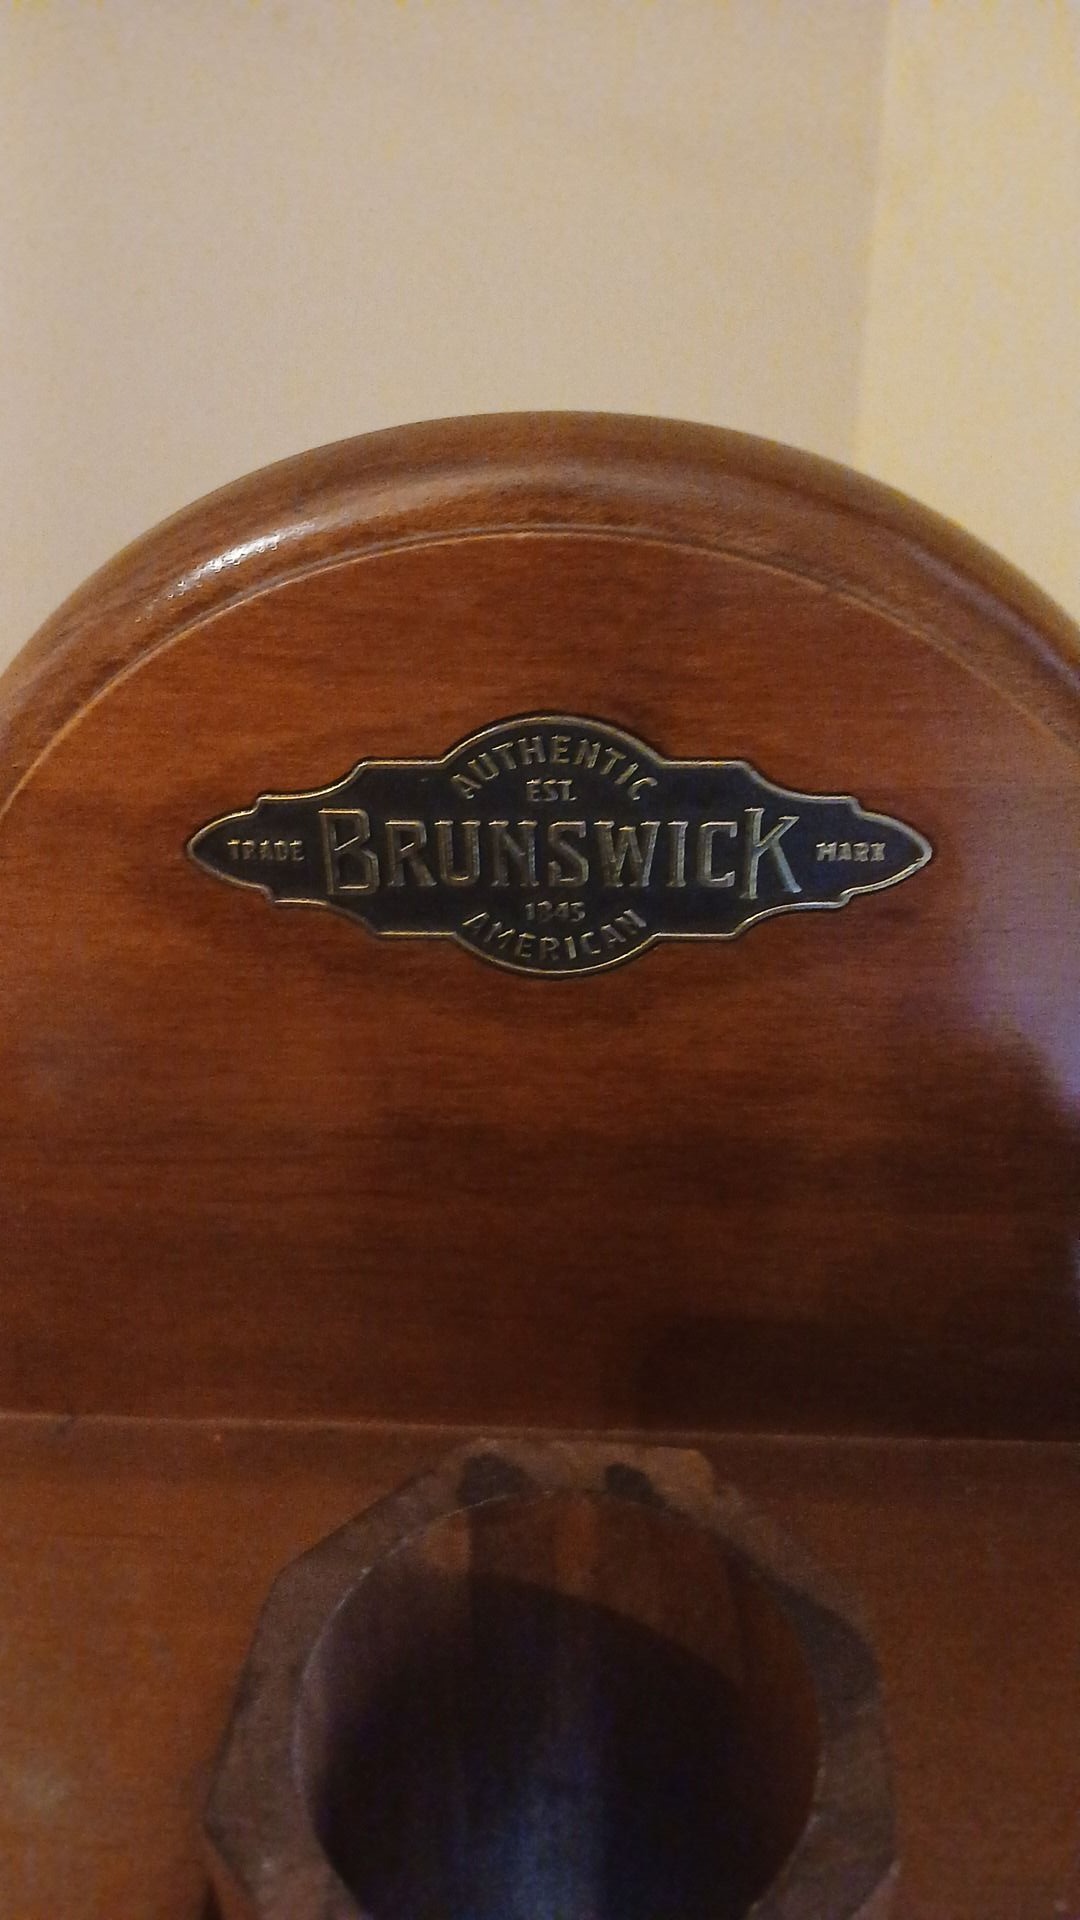 AUTHENTIC
EST.
TRADE BRUNSWICK MARK
1845
AMERICAN